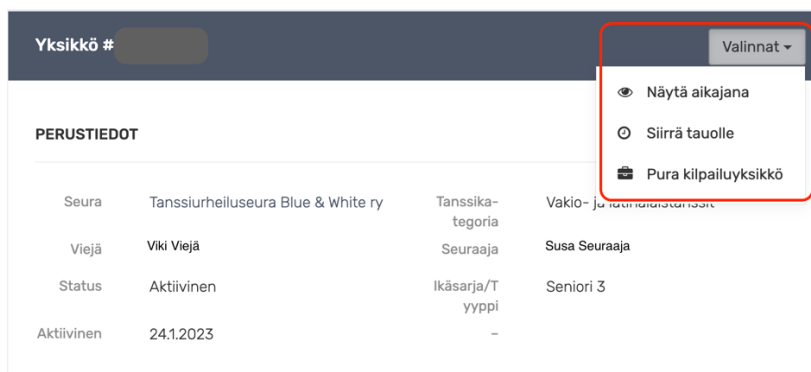 Yksikkö #
Valinnat
Näytä aikajana
Siirrä tauolle
Pura kilpailuyksikkö
PERUSTIEDOT
Seura Tanssiurheiluseura Blue & White ry
Tanssika-
tegoria
Vakio- ja latinalaistanssit
Viejä Viki Viejä
Seuraaja Susa Seuraaja
Status Aktiivinen
Ikäsarja/T
yyppi
Seniori 3
Aktiivinen 24.1.2023
–